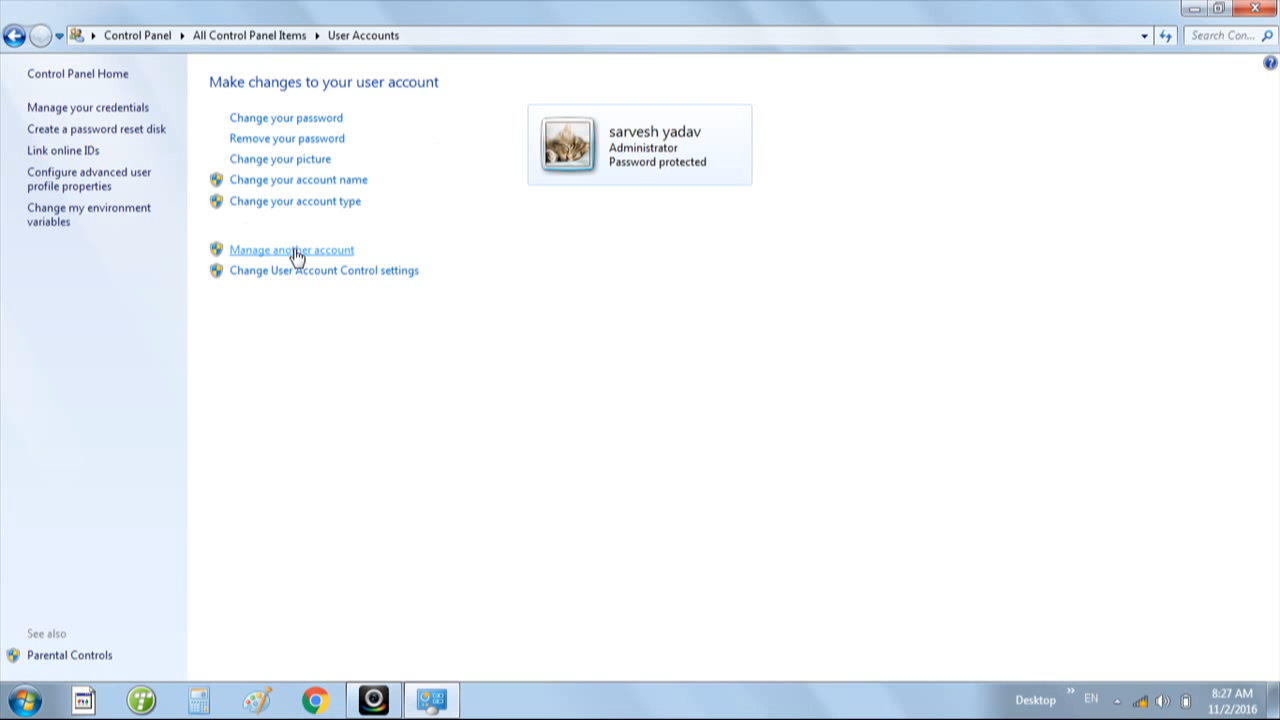 Control Panel
All Control Panel Items
User Accounts
Search Con...
Control Panel Home
Manage your credentials
Create a password reset disk
Link online IDs
Configure advanced user
profile properties
Change my environment
variables
See also
Parental Controls
Make changes to your user account
Change your password
Remove your password
Change your picture
Change your account name
Change your account type
Manage another account
Change User Account Control settings
sarvesh yadav
Administrator
Password protected
Desktop
EN
8:27 AM
11/2/2016